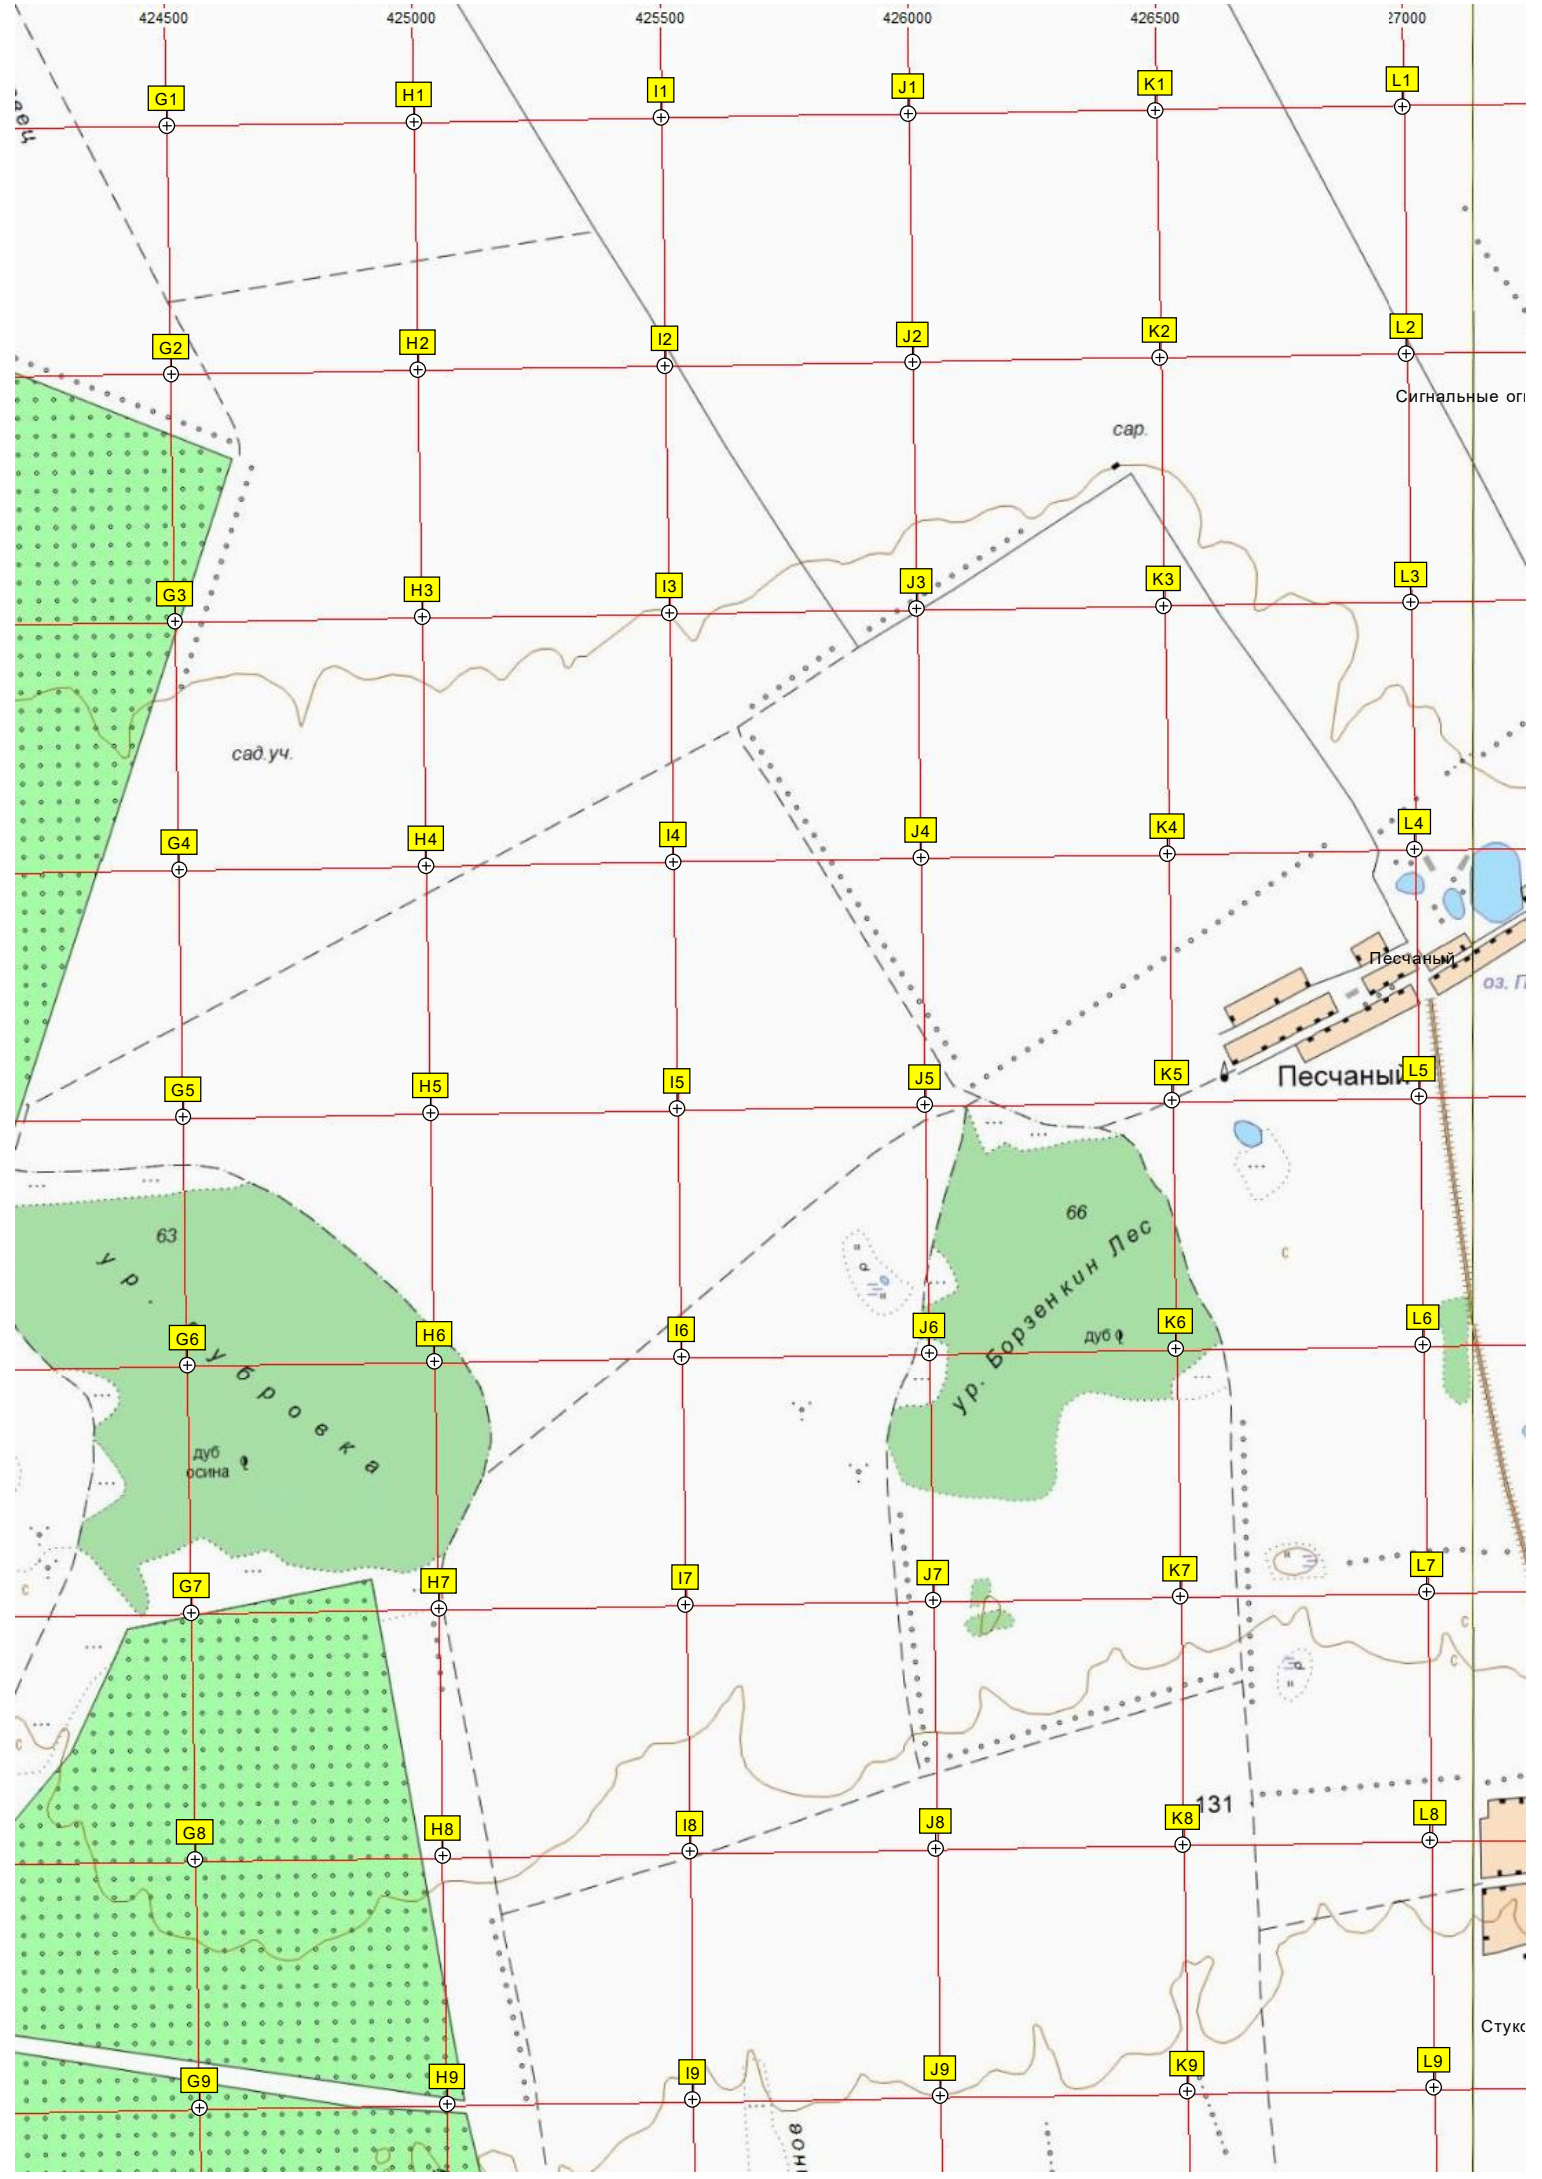 424500 425000 425500 426000 426500 27000
G1 H1 I1 J1 K1 L1
G2 H2 I2 J2 K2 L2
Сигнальные
сар.
G3 H3 I3 J3 K3 L3
сад.уч.
G4 H4 I4 J4 K4 L4
Песчаный
оз. П
G5 H5 I5 J5 K5 L5
Песчаный
63
66
ур.
убровка
ур. Борзенкин Лес
с
G6 H6 I6 J6 K6 L6
дуб
дуб
осина
G7 H7 I7 J7 K7 L7
с
с
с
с
131
G8 H8 I8 J8 K8 L8
Стук
G9 H9 I9 J9 K9 L9
нов